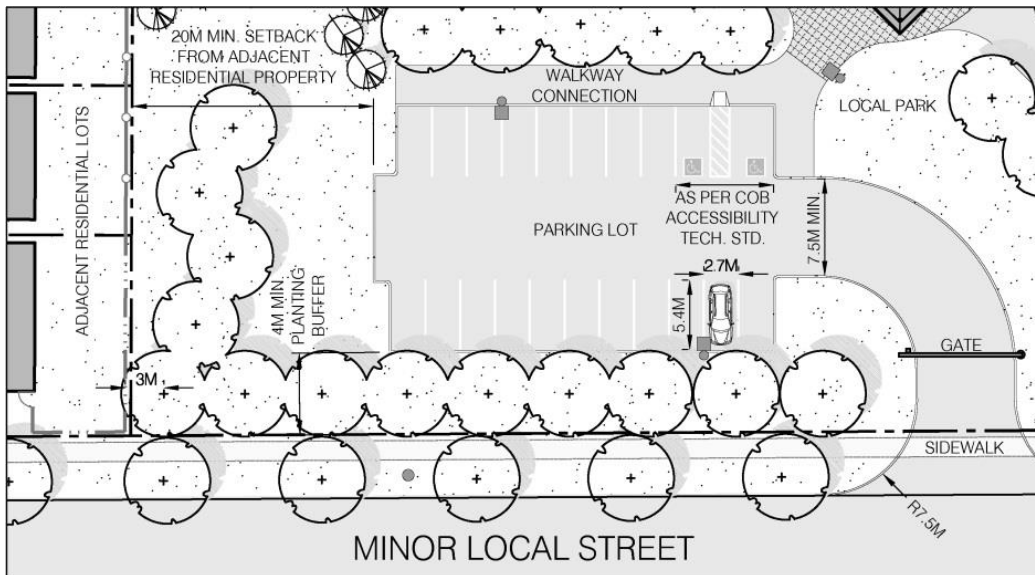 20M MIN. SETBACK
FROM ADJACENT
RESIDENTIAL PROPERTY
WALKWAY
CONNECTION
LOCAL PARK
ADJACENT RESIDENTIAL LOTS
PARKING LOT
AS PER COB
ACCESSIBILITY
TECH. STD.
7.5M MIN.
2.7M
5.4M
4M MIN.
PLANTING
BUFFER
GATE
3M
SIDEWALK
R7.5M
MINOR LOCAL STREET